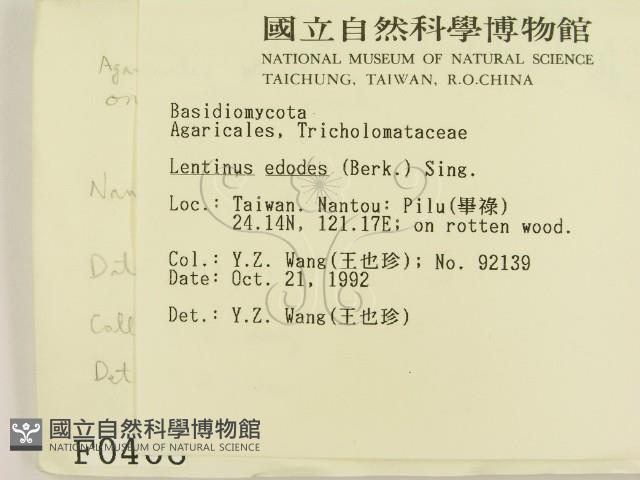 國立自然科學博物館
NATIONAL MUSEUM OF NATURAL SCIENCE
TAICHUNG, TAIWAN, R.O.CHINA
Basidiomycota
Agaricales, Tricholomataceae
Lentinus edodes (Berk.) Sing.
Loc.: Taiwan. Nantou: Pilu(畢祿)
24.14N, 121.17E; on rotten wood.
Col.: Y.Z. Wang(王也珍); No. 92139
Date: Oct. 21, 1992
Det.: Y.Z. Wang(王也珍)
Det
國立自然科學博物館
NATIONAL MUSEUM OF NATURAL SCIENCE